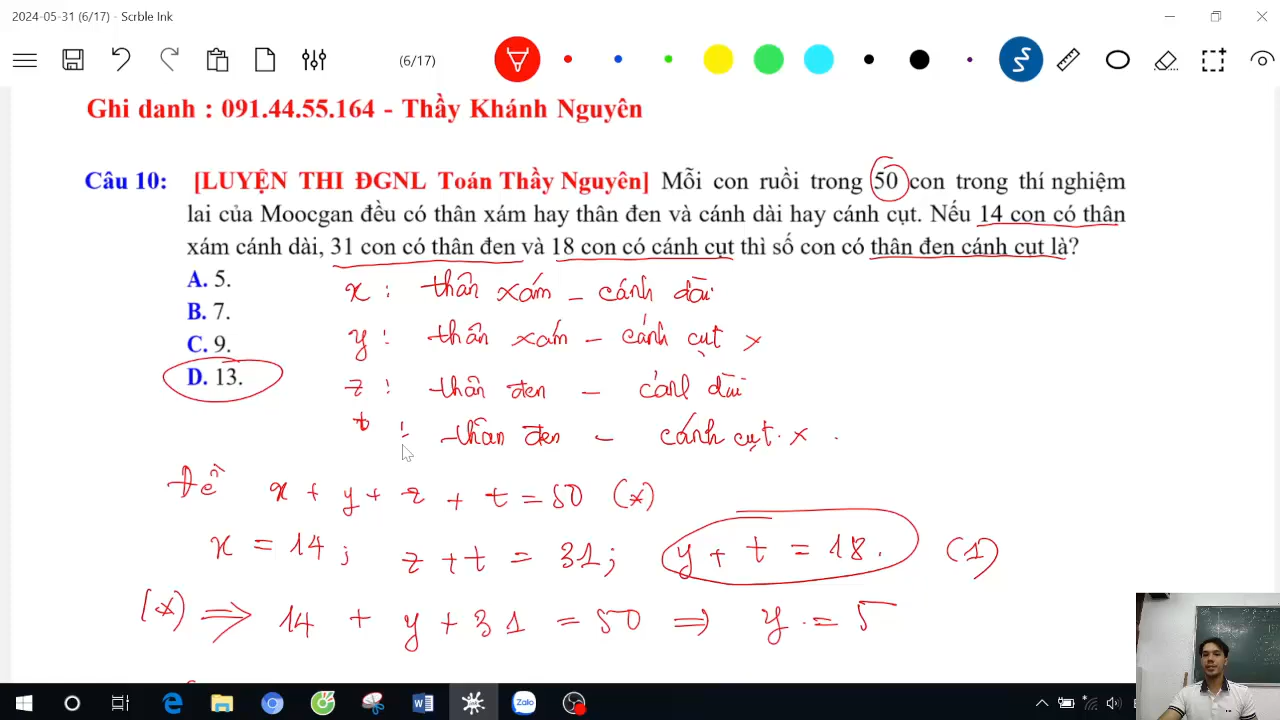 2024-05-31 (6/17) - Scrble Ink
(6/17)
Ghi danh : 091.44.55.164 - Thầy Khánh Nguyên
Câu 10: [LUYỆN THI ĐGNL Toán Thầy Nguyên] Mỗi con ruồi trong 50 con trong thí nghiệm
lai của Moocgan đều có thân xám hay thân đen và cánh dài hay cánh cụt. Nếu 14 con có thân
xám cánh dài, 31 con có thân đen và 18 con có cánh cụt thì số con có thân đen cánh cụt là?
A. 5.
B. 7.
C. 9.
D. 13.
x : thân xám - cánh dài
y : thân xám - cánh cụt x
z : thân đen - cánh dài
t : thân đen - cánh cụt. x .
Đề x + y + z + t = 50 (*)
x = 14 ; z + t = 31 ; y + t = 18. (1)
(*) ⇒ 14 + y + 31 = 50 ⇒ y = 5
Zalo